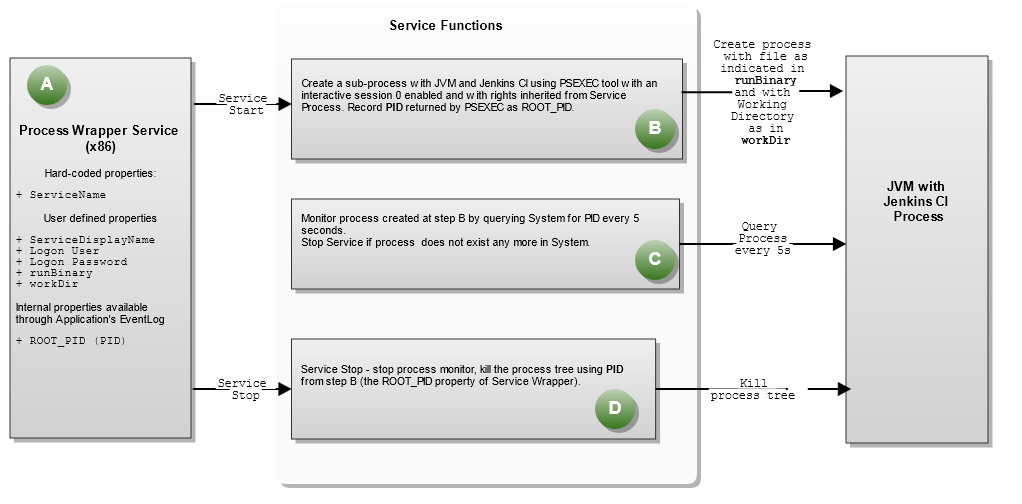 Service Functions
A
Process Wrapper Service
(x86)
Hard-coded properties:
+ ServiceName
User defined properties
+ ServiceDisplayName
+ Logon User
+ Logon Password
+ runBinary
+ workDir
Internal properties available
through Application's EventLog
+ ROOT_PID (PID)
Service
Start
Create a sub-process with JVM and Jenkins CI using PSEXEC tool with an
interactive session 0 enabled and with rights inherited from Service
Process. Record PID returned by PSEXEC as ROOT_PID.
B
Create process
with file as
indicated in
runBinary
and with
Working
Directory
as in
workDir
Monitor process created at step B by querying System for PID every 5
seconds.
Stop Service if process does not exist any more in System.
C
Query
Process
every 5s
Service
Stop
Service Stop - stop process monitor, kill the process tree using PID
from step B (the ROOT_PID property of Service Wrapper).
D
Kill
process tree
JVM with
Jenkins CI
Process